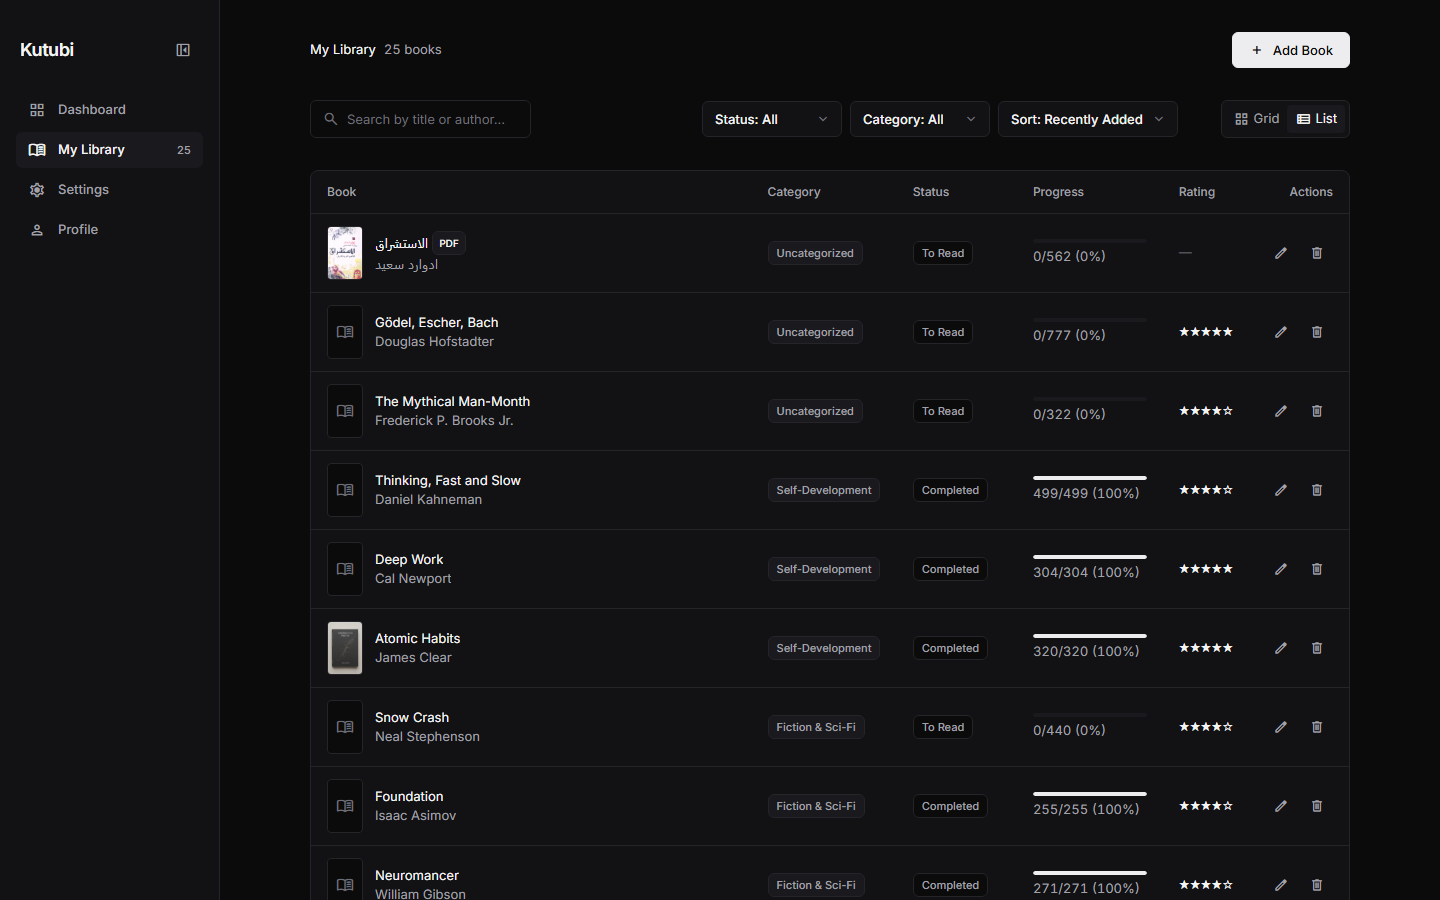 Kutubi
Dashboard
My Library 25
Settings
Profile
My Library 25 books
+ Add Book
Search by title or author...
Status: All
Category: All
Sort: Recently Added
Grid
List
Book Category Status Progress Rating Actions
الاستشراق PDF
ادوارد سعيد
Uncategorized To Read 0/562 (0%) —
Gödel, Escher, Bach
Douglas Hofstadter
Uncategorized To Read 0/777 (0%) ★★★★★
The Mythical Man-Month
Frederick P. Brooks Jr.
Uncategorized To Read 0/322 (0%) ★★★★☆
Thinking, Fast and Slow
Daniel Kahneman
Self-Development Completed 499/499 (100%) ★★★★☆
Deep Work
Cal Newport
Self-Development Completed 304/304 (100%) ★★★★★
Atomic Habits
James Clear
Self-Development Completed 320/320 (100%) ★★★★★
Snow Crash
Neal Stephenson
Fiction & Sci-Fi To Read 0/440 (0%) ★★★★☆
Foundation
Isaac Asimov
Fiction & Sci-Fi Completed 255/255 (100%) ★★★★☆
Neuromancer
William Gibson
Fiction & Sci-Fi Completed 271/271 (100%) ★★★★☆